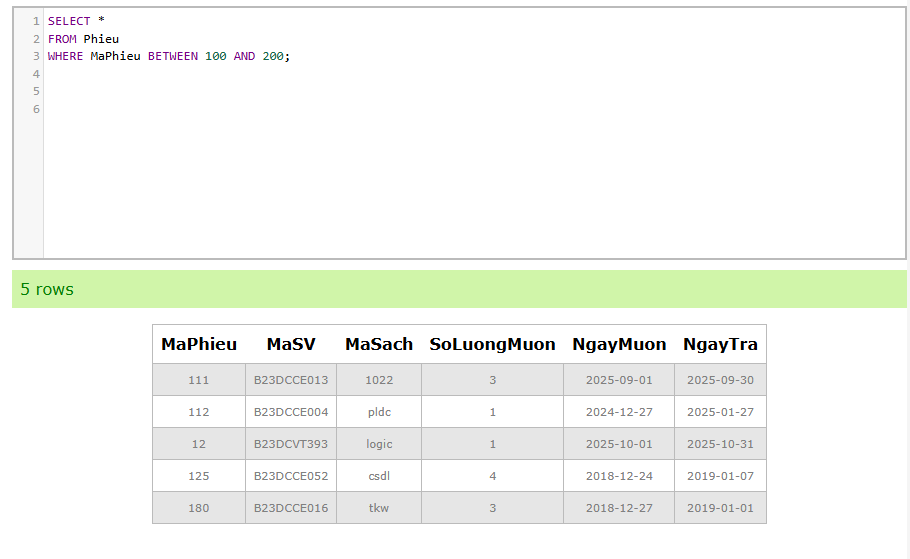 1 SELECT *
2 FROM Phieu
3 WHERE MaPhieu BETWEEN 100 AND 200;
4
5
6
5 rows
MaPhieu MaSV MaSach SoLuongMuon NgayMuon NgayTra
111 B23DCCE013 1022 3 2025-09-01 2025-09-30
112 B23DCCE004 pldc 1 2024-12-27 2025-01-27
12 B23DCVT393 logic 1 2025-10-01 2025-10-31
125 B23DCCE052 csdl 4 2018-12-24 2019-01-07
180 B23DCCE016 tkw 3 2018-12-27 2019-01-01